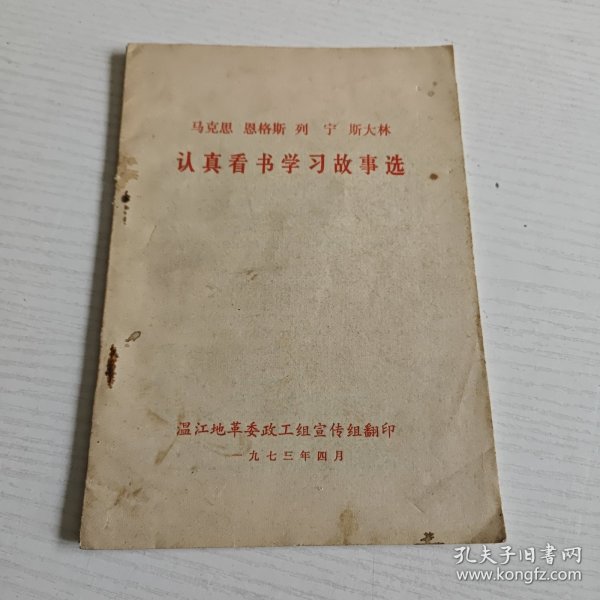 马克思 恩格斯 列 宁 斯大林
认真看书学习故事选
温江地革委政工组宣传组翻印
一九七三年四月
孔夫子旧书网
www.kongfz.com